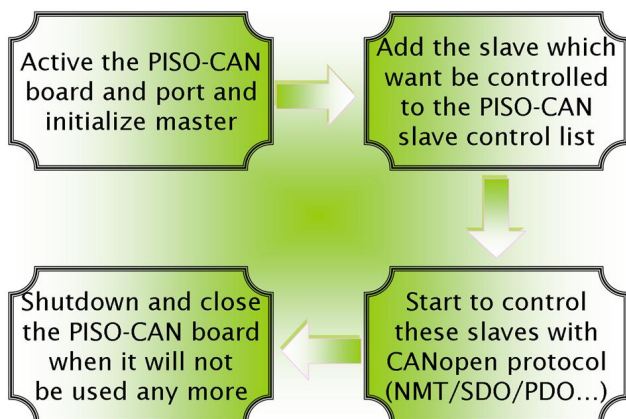 Active the PISO-CAN
board and port and
initialize master
Add the slave which
want be controlled
to the PISO-CAN
slave control list
Start to control
these slaves with
CANopen protocol
(NMT/SDO/PDO...)
Shutdown and close
the PISO-CAN board
when it will not
be used any more